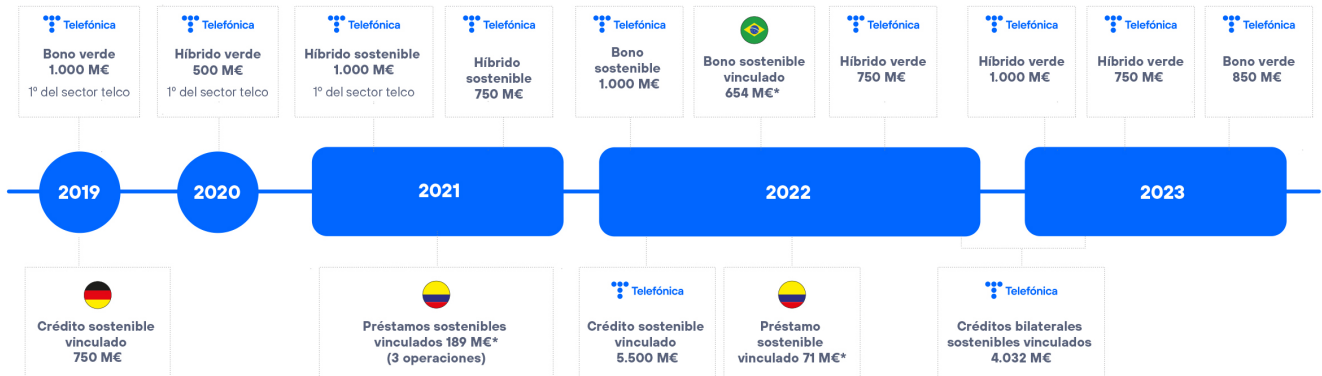 Telefónica
Bono verde
1.000 M€
1º del sector telco
Telefónica
Híbrido verde
500 M€
1º del sector telco
Telefónica
Híbrido sostenible
1.000 M€
1º del sector telco
Telefónica
Híbrido
sostenible
750 M€
Telefónica
Bono
sostenible
1.000 M€
Bono sostenible
vinculado
654 M€*
Telefónica
Híbrido verde
750 M€
Telefónica
Híbrido verde
1.000 M€
Telefónica
Híbrido verde
750 M€
Telefónica
Bono verde
850 M€
2019
2020
2021
2022
2023
Crédito sostenible
vinculado
750 M€
Préstamos sostenibles
vinculados 189 M€*
(3 operaciones)
Telefónica
Crédito sostenible
vinculado
5.500 M€
Préstamo
sostenible
vinculado 71 M€*
Telefónica
Créditos bilaterales
sostenibles vinculados
4.032 M€